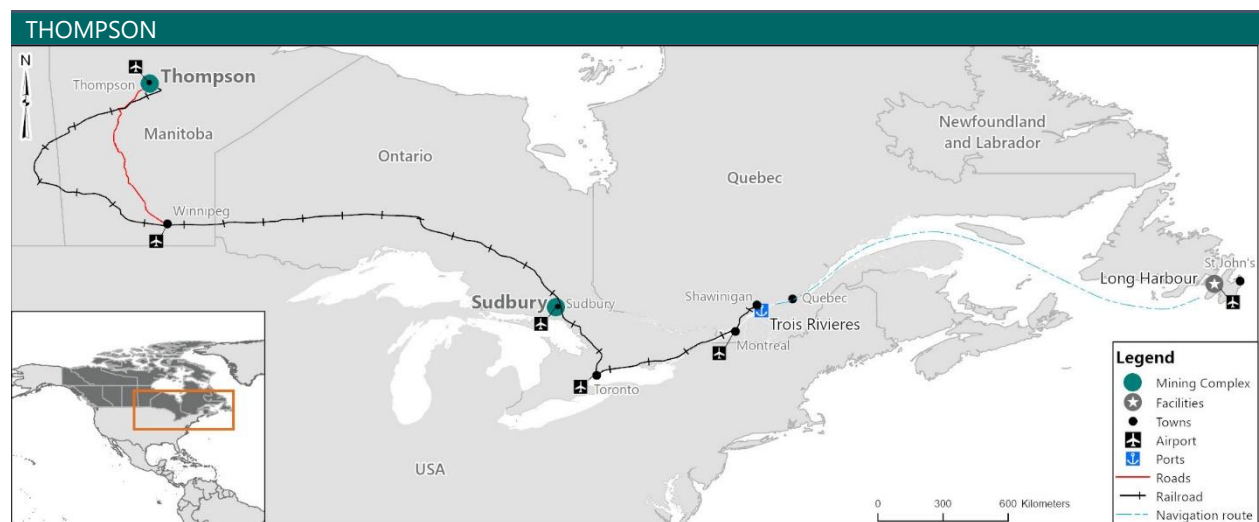 THOMPSON
N
Thompson
Thompson
Manitoba
Ontario
Quebec
Newfoundland
and Labrador
Winnipeg
Sudbury
Sudbury
Shawinigan
Quebec
Trois Rivieres
Montreal
Toronto
St John's
Long Harbour
USA
Legend
Mining Complex
Facilities
Towns
Airport
Ports
Roads
Railroad
Navigation route
0 300 600 Kilometers